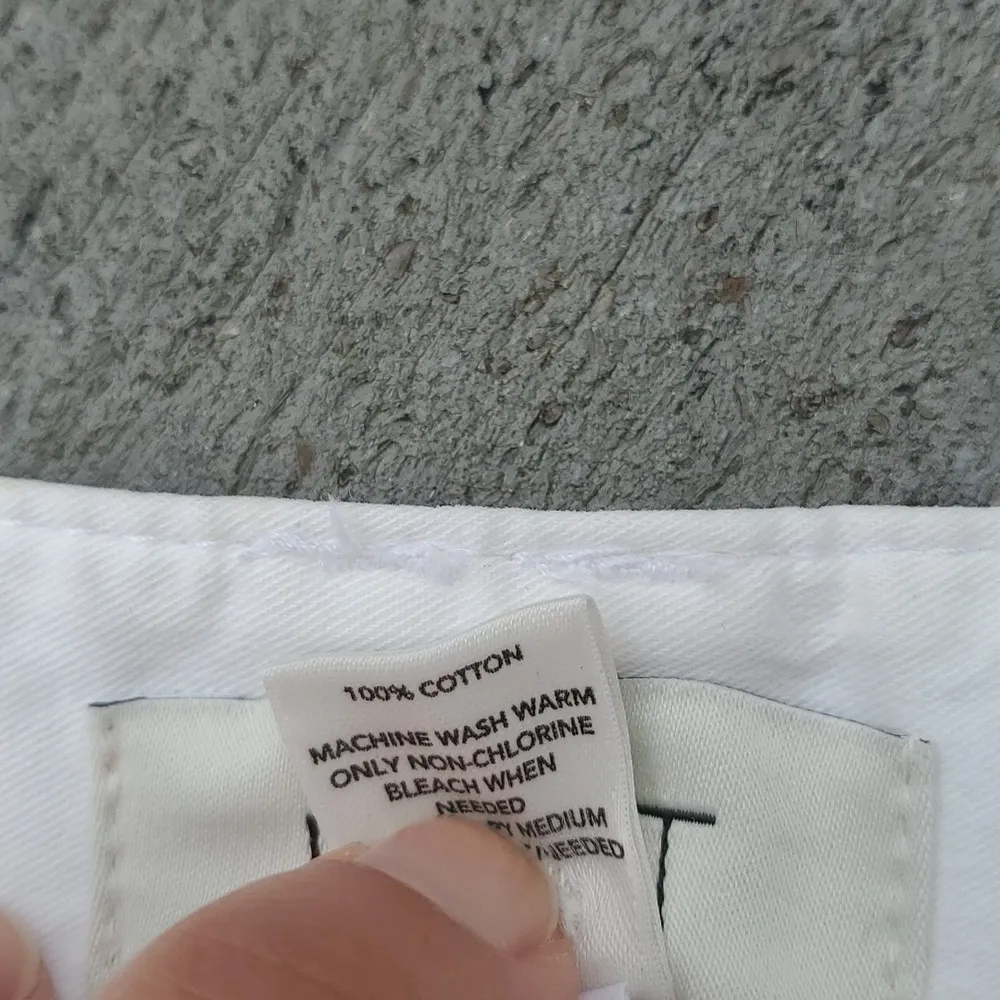 100% COTTON
MACHINE WASH WARM
ONLY NON-CHLORINE
BLEACH WHEN
NEEDED
MEDIUM
NEEDED